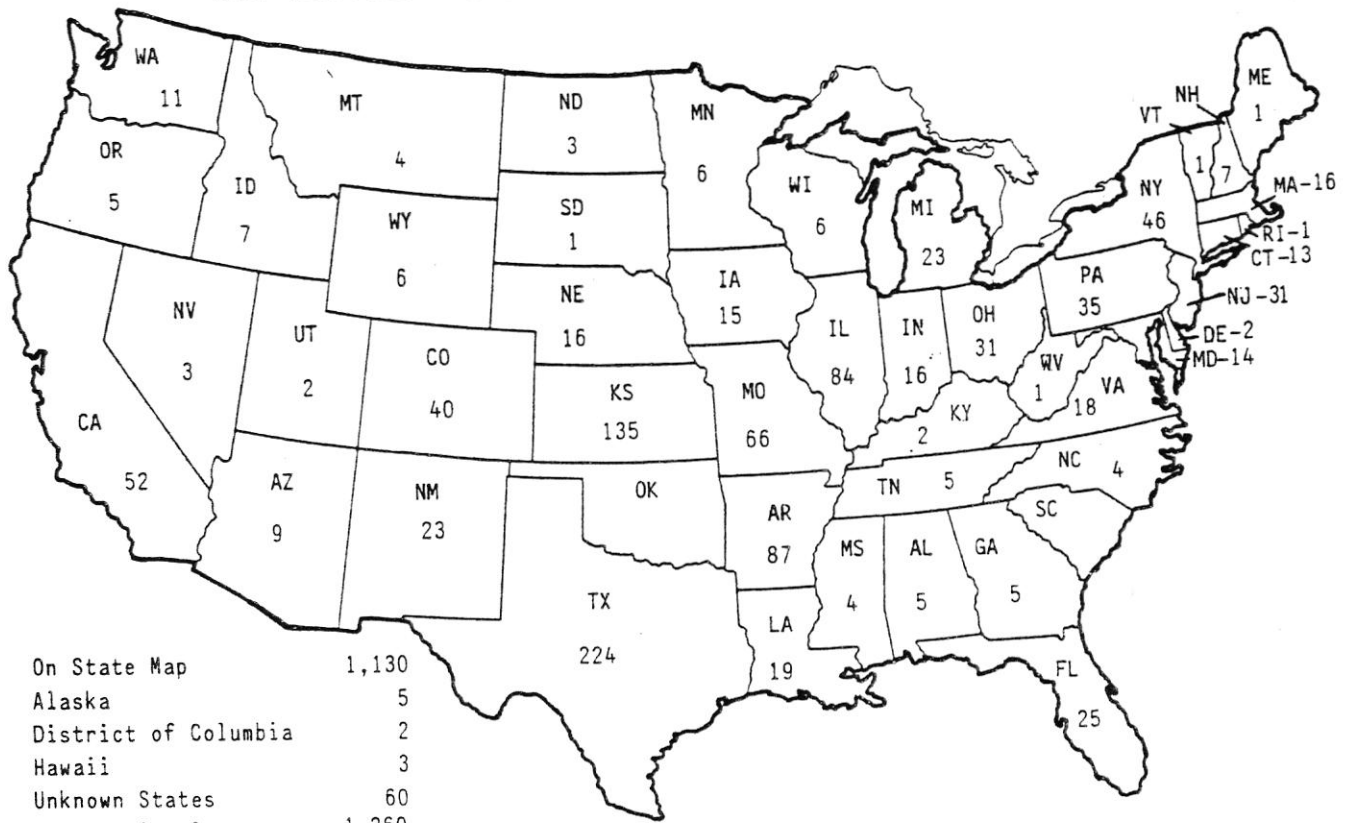 WA
11
OR
5
CA
52
NV
3
ID
7
MT
4
WY
6
UT
2
AZ
9
CO
40
NM
23
ND
3
SD
1
NE
16
KS
135
OK
TX
224
MN
6
IA
15
MO
66
AR
87
LA
19
WI
6
IL
84
MI
23
IN
16
OH
31
KY
2
TN 5
MS
4
AL
5
GA
5
FL
25
SC
NC 4
VA
18
WV
1
PA
35
NY
46
VT
1
NH
7
ME
1
MA-16
RI-1
CT-13
NJ-31
DE-2
MD-14
On State Map 1,130
Alaska 5
District of Columbia 2
Hawaii 3
Unknown States 60